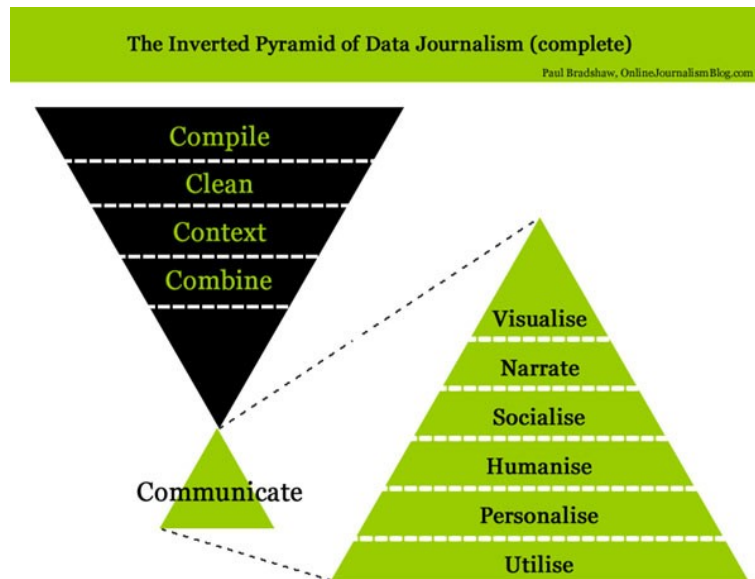 The Inverted Pyramid of Data Journalism (complete)
Paul Bradshaw, OnlineJournalismBlog.com
Compile
Clean
Context
Combine
Communicate
Visualise
Narrate
Socialise
Humanise
Personalise
Utilise